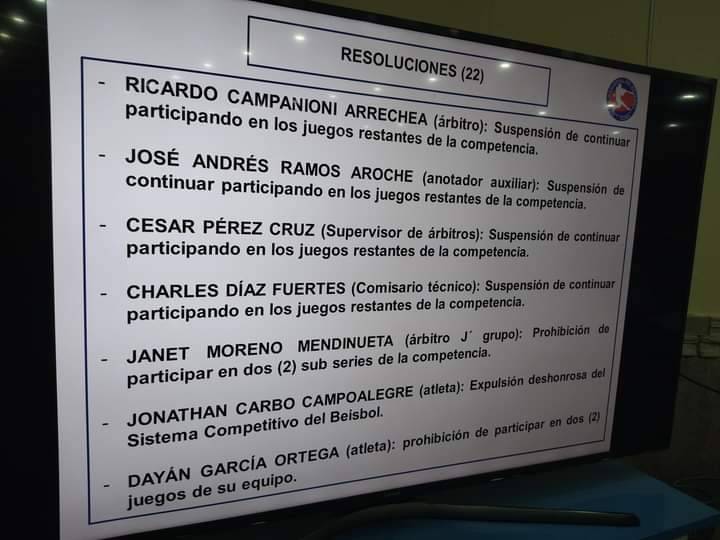 RESOLUCIONES (22)
- RICARDO CAMPANIONI ARRECHEA (árbitro): Suspensión de continuar
participando en los juegos restantes de la competencia.
- JOSÉ ANDRÉS RAMOS AROCHE (anotador auxiliar): Suspensión de
continuar participando en los juegos restantes de la competencia.
- CESAR PÉREZ CRUZ (Supervisor de árbitros): Suspensión de continuar
participando en los juegos restantes de la competencia.
- CHARLES DÍAZ FUERTES (Comisario técnico): Suspensión de continuar
participando en los juegos restantes de la competencia.
- JANET MORENO MENDINUETA (árbitro J´ grupo): Prohibición de
participar en dos (2) sub series de la competencia.
- JONATHAN CARBO CAMPOALEGRE (atleta): Expulsión deshonrosa del
Sistema Competitivo del Beisbol.
- DAYÁN GARCÍA ORTEGA (atleta): prohibición de participar en dos (2)
juegos de su equipo.